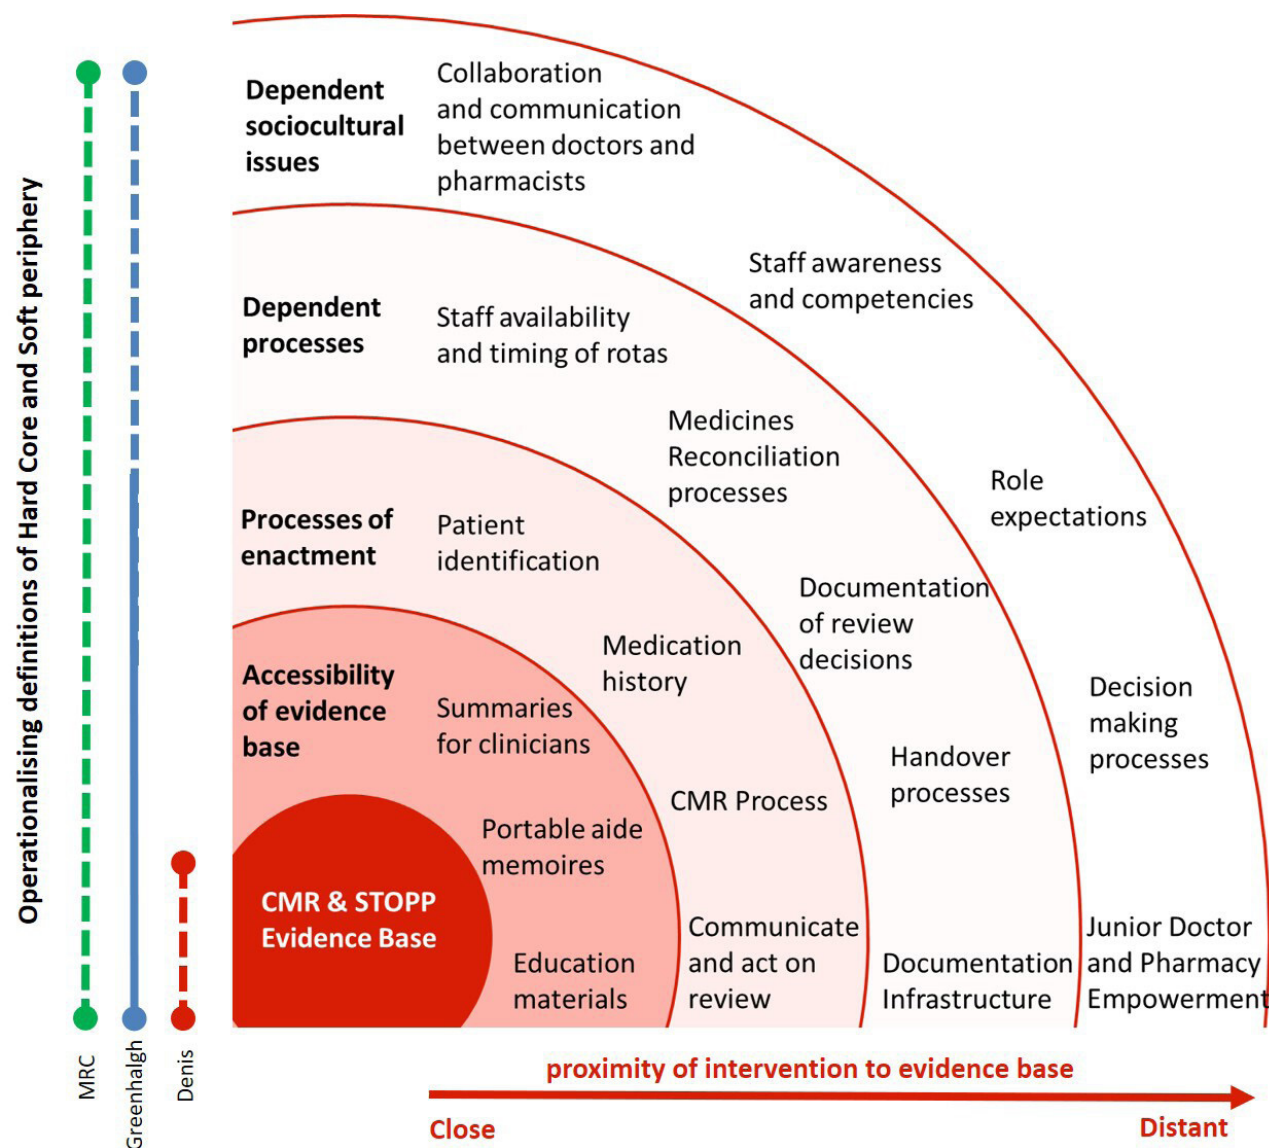 Operationalising definitions of Hard Core and Soft periphery
MRC
Greenhalgh
Denis
Dependent
sociocultural
issues
Collaboration
and communication
between doctors and
pharmacists
Staff awareness
and competencies
Role
expectations
Decision
making
processes
Junior Doctor
and Pharmacy
Empowerment
Dependent
processes
Staff availability
and timing of rotas
Medicines
Reconciliation
processes
Documentation
of review
decisions
Handover
processes
Documentation
Infrastructure
Processes of
enactment
Patient
identification
Medication
history
CMR Process
Communicate
and act on
review
Accessibility
of evidence
base
Summaries
for clinicians
Portable aide
memoires
Education
materials
CMR & STOPP
Evidence Base
proximity of intervention to evidence base
Close
Distant